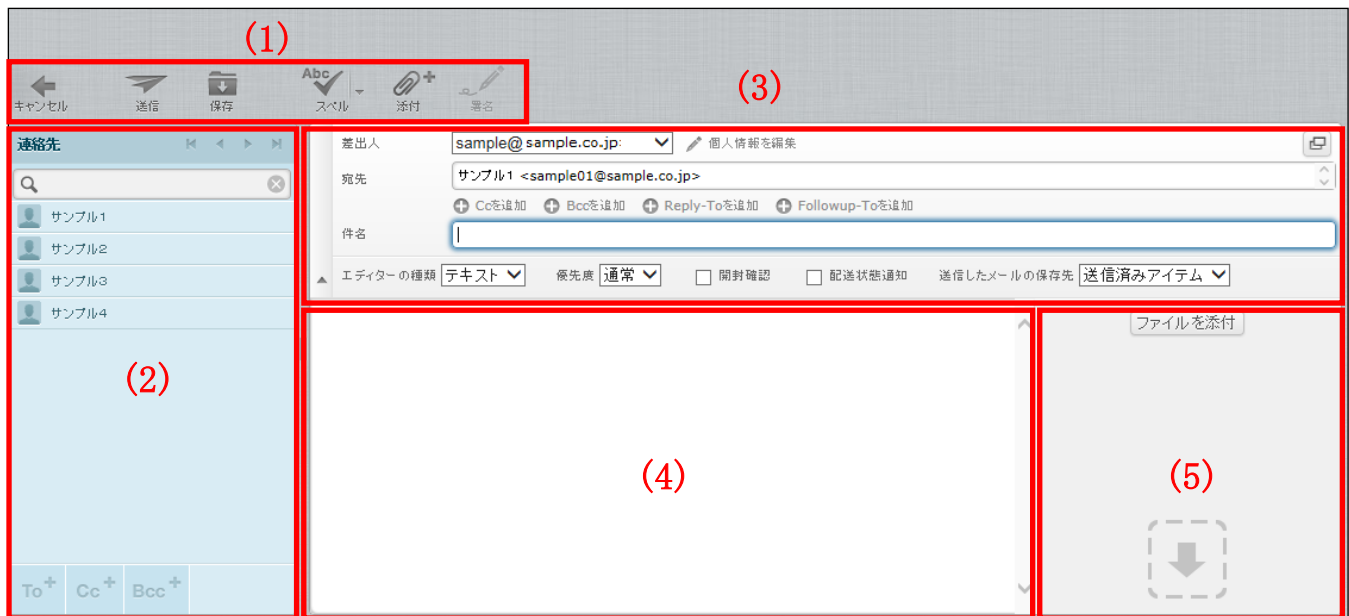 (1)
キャンセル 送信 保存 Abc スペル 添付 署名
(3)
連絡先
サンプル1
サンプル2
サンプル3
サンプル4
(2)
To+ Cc+ Bcc+
差出人 sample@sample.co.jp: 個人情報を編集
宛先 サンプル1 <sample01@sample.co.jp>
Ccを追加 Bccを追加 Reply-Toを追加 Followup-Toを追加
件名
エディターの種類 テキスト 優先度 通常 開封確認 配送状態通知 送信したメールの保存先 送信済みアイテム
(4)
ファイルを添付
(5)